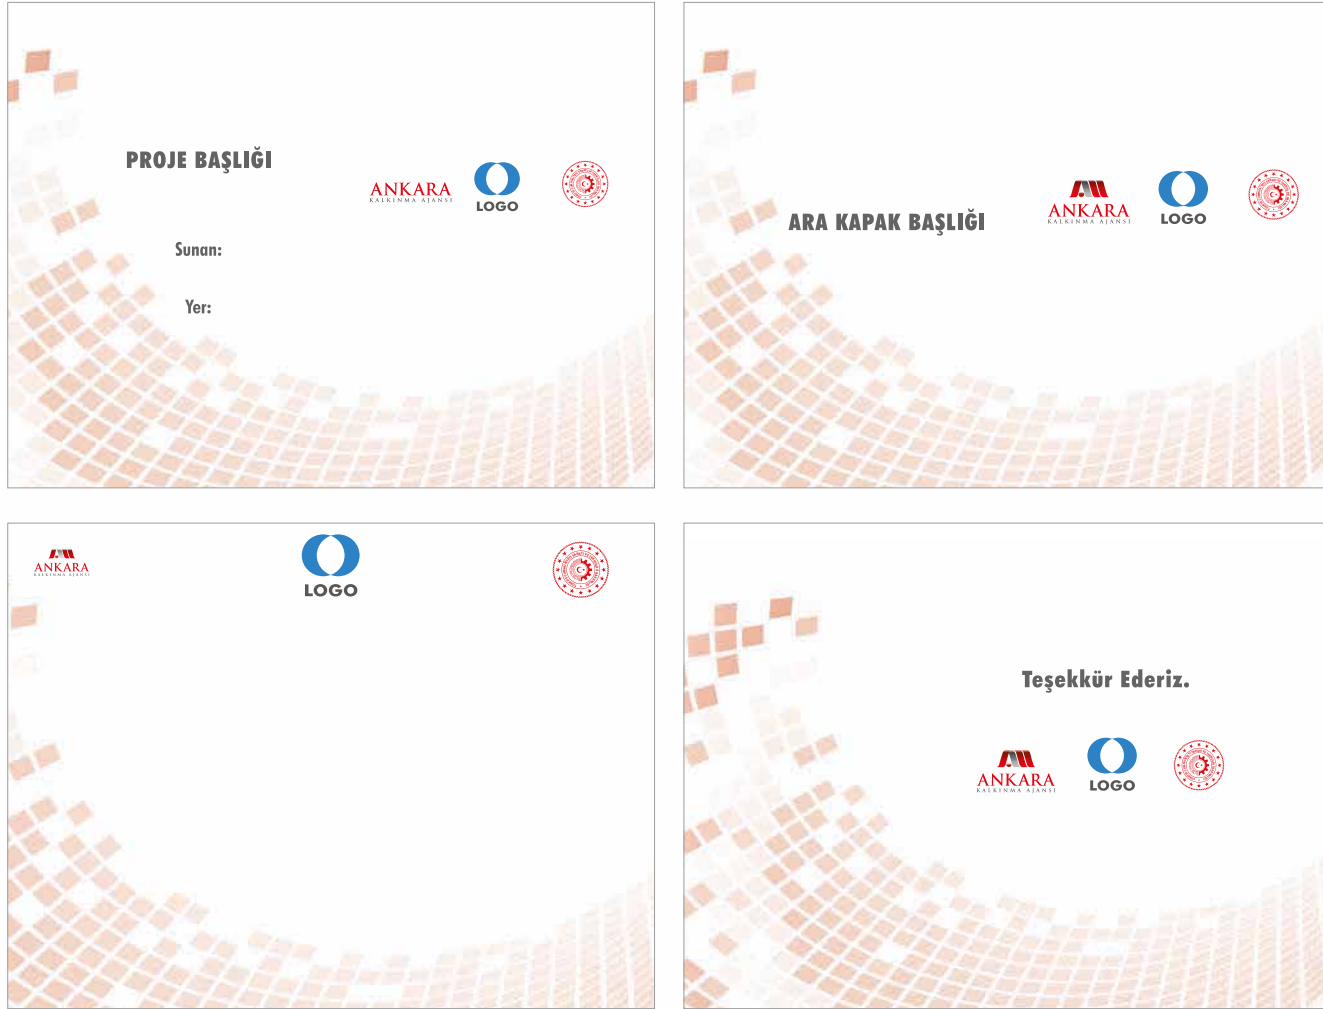 PROJE BAŞLIĞI
ANKARA
KALKINMA AJANSI
LOGO
Sunan:
Yer:
ARA KAPAK BAŞLIĞI
ANKARA
KALKINMA AJANSI
LOGO
ANKARA
KALKINMA AJANSI
LOGO
Teşekkür Ederiz.
ANKARA
KALKINMA AJANSI
LOGO